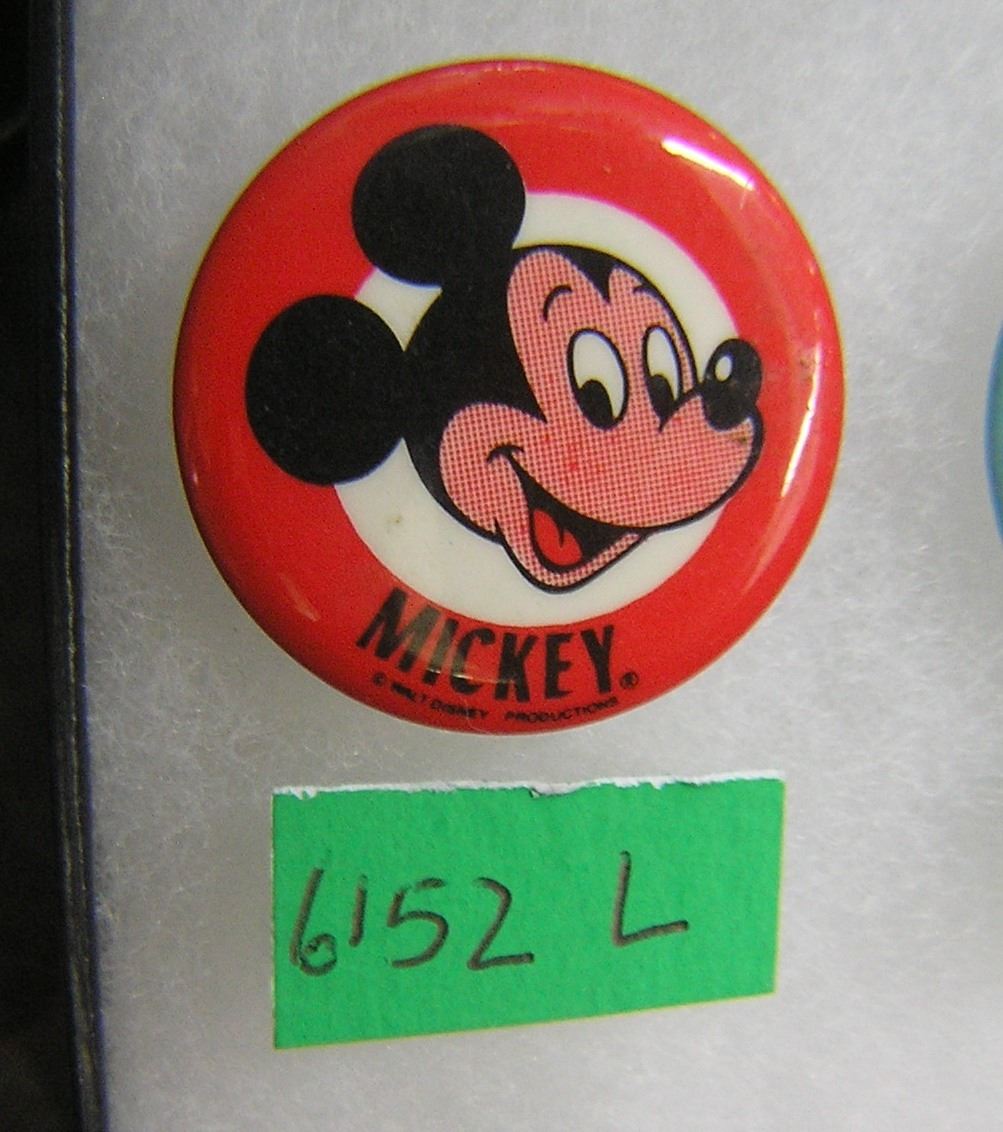 MICKEY®
© WALT DISNEY PRODUCTIONS
6152 L